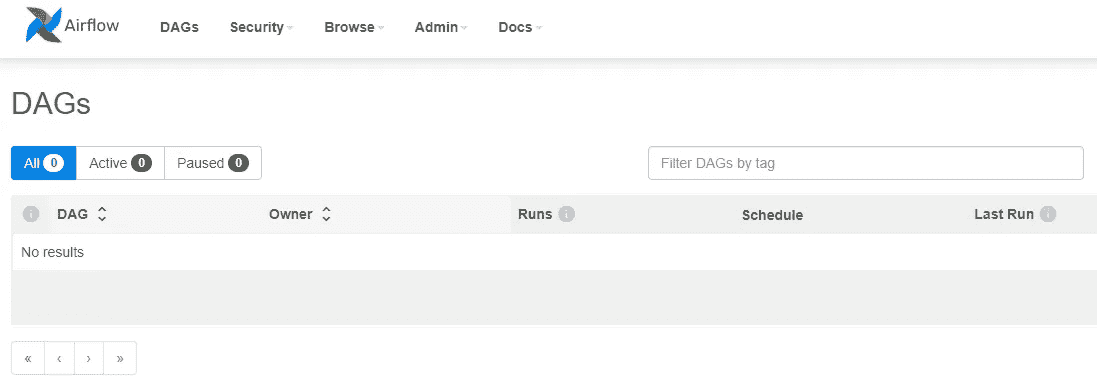 Airflow DAGs Security Browse Admin Docs
DAGs
All 0 Active 0 Paused 0 Filter DAGs by tag
i DAG Owner Runs i Schedule Last Run i
No results
« ‹ › »